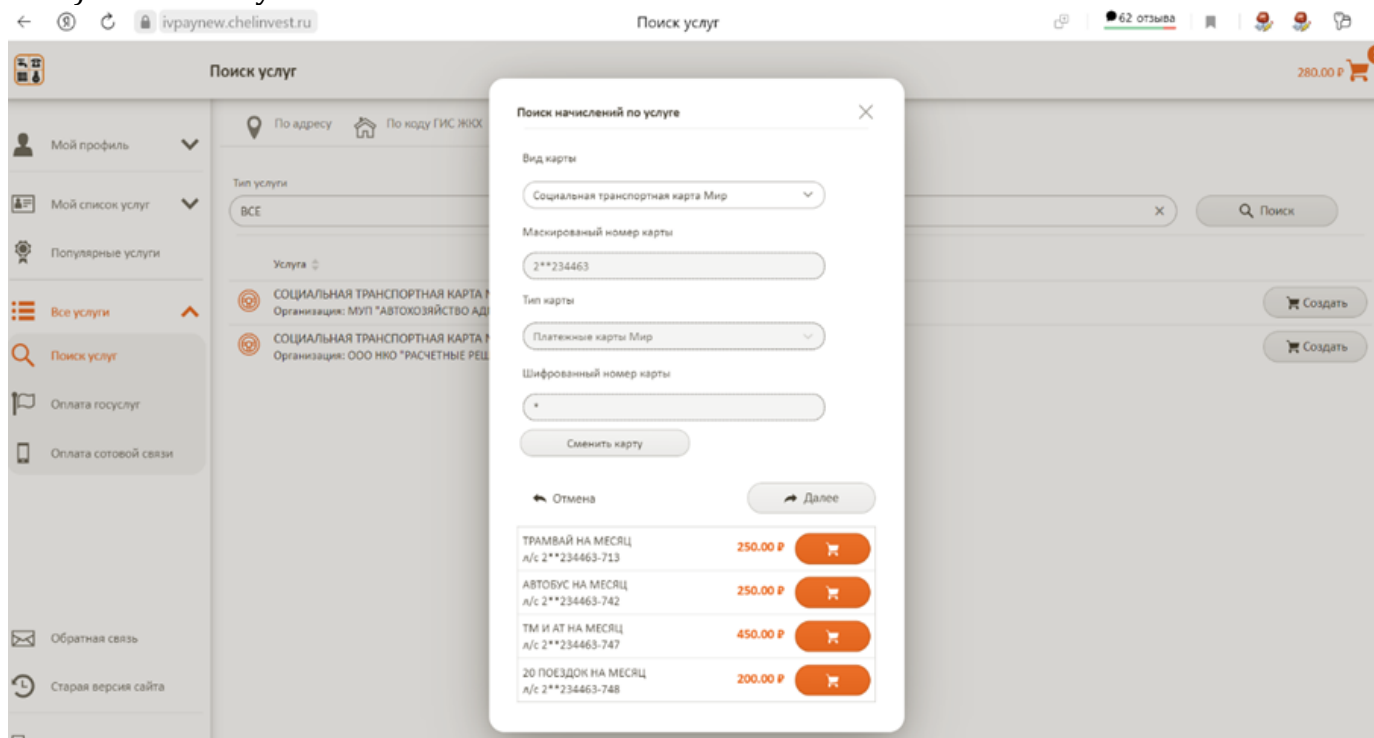 ivpaynew.chelinvest.ru
Поиск услуг
62 отзыва
Поиск услуг
280.00 ₽
Мой профиль
Мой список услуг
Популярные услуги
Все услуги
Поиск услуг
Оплата госуслуг
Оплата сотовой связи
Обратная связь
Старая версия сайта
По адресу
По коду ГИС ЖКХ
Тип услуги
ВСЕ
Поиск
Услуга
СОЦИАЛЬНАЯ ТРАНСПОРТНАЯ КАРТА
Организация: МУП "АВТОХОЗЯЙСТВО
Создать
СОЦИАЛЬНАЯ ТРАНСПОРТНАЯ КАРТА
Организация: ООО НКО "РАСЧЕТНЫЕ
Создать
Поиск начислений по услуге
Вид карты
Социальная транспортная карта Мир
Маскированый номер карты
2**234463
Тип карты
Платежные карты Мир
Шифрованный номер карты
*
Сменить карту
Отмена
Далее
ТРАМВАЙ НА МЕСЯЦ
л/с 2**234463-713
250.00 ₽
АВТОБУС НА МЕСЯЦ
л/с 2**234463-742
250.00 ₽
ТМ И АТ НА МЕСЯЦ
л/с 2**234463-747
450.00 ₽
20 ПОЕЗДОК НА МЕСЯЦ
л/с 2**234463-748
200.00 ₽